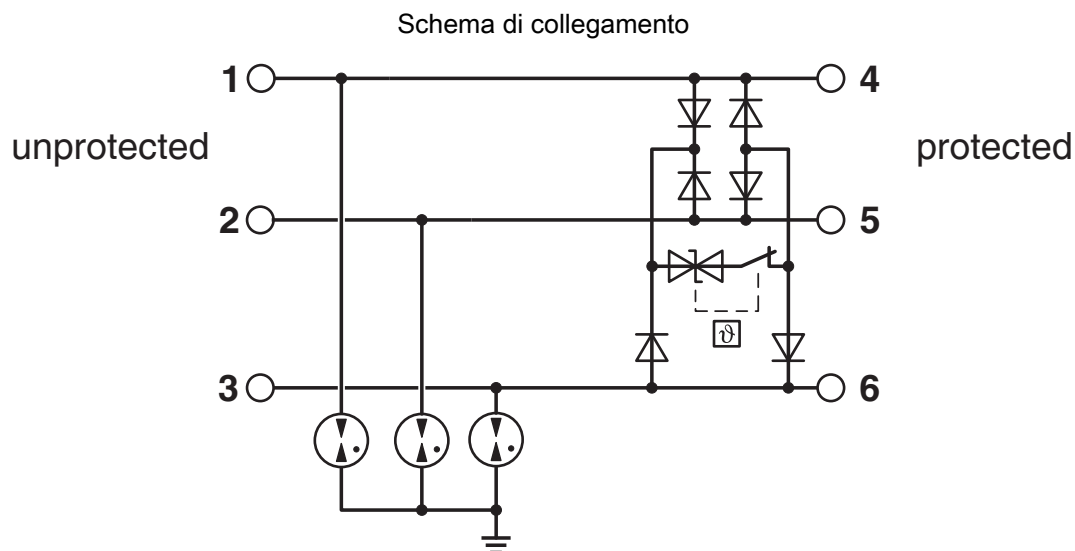 Schema di collegamento
1 4
unprotected protected
2 5
ϑ
3 6